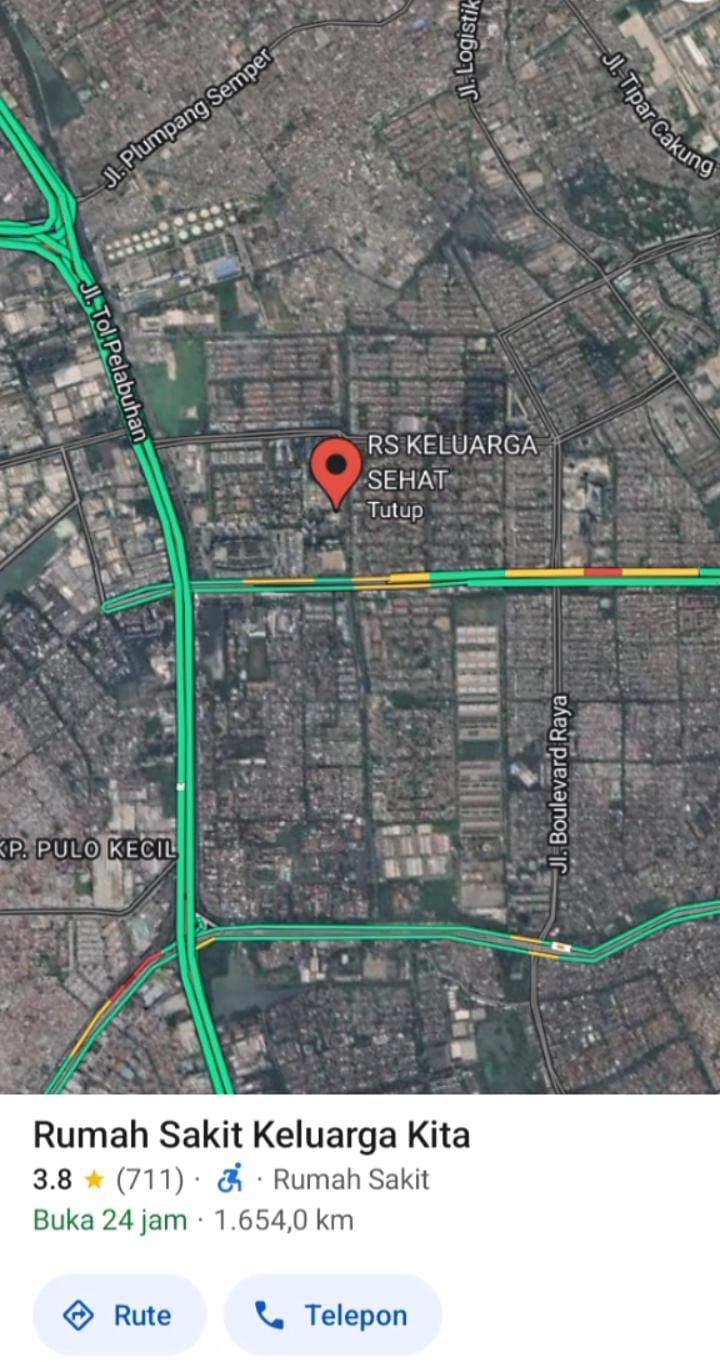 Jl. Logistik
Jl. Plumpang Semper
Jl. Tipar Cakung
Jl. Tol Pelabuhan
RS KELUARGA
SEHAT
Tutup
Jl. Boulevard Raya
KP. PULO KECIL
Rumah Sakit Keluarga Kita
3.8 ★ (711) · · Rumah Sakit
Buka 24 jam · 1.654,0 km
Rute
Telepon